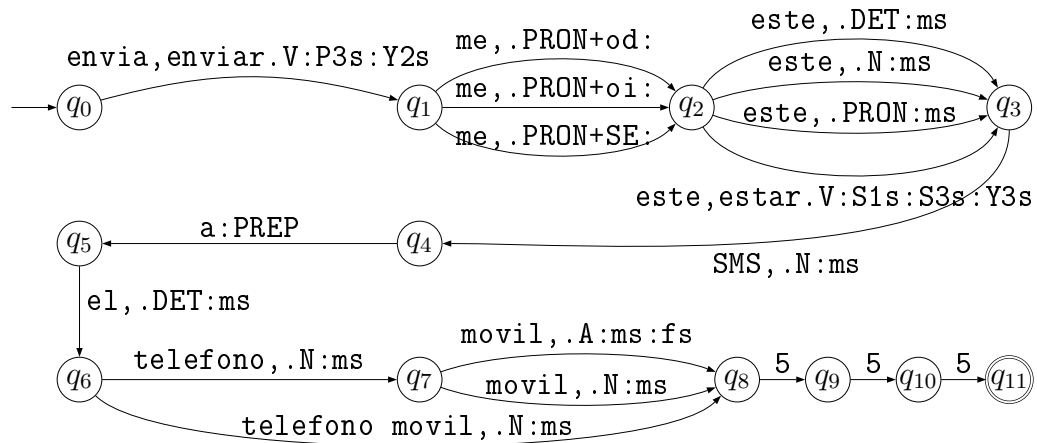 este,.DET:ms
envia,enviar.V:P3s:Y2s
me,.PRON+od:
este,.N:ms
me,.PRON+oi:
q0
q1
q2
q3
este,.PRON:ms
me,.PRON+SE:
este,estar.V:S1s:S3s:Y3s
a:PREP
q5
q4
SMS,.N:ms
el,.DET:ms
movil,.A:ms:fs
telefono,.N:ms
5
5
5
q6
q7
movil,.N:ms
q8
q9
q10
q11
telefono movil,.N:ms